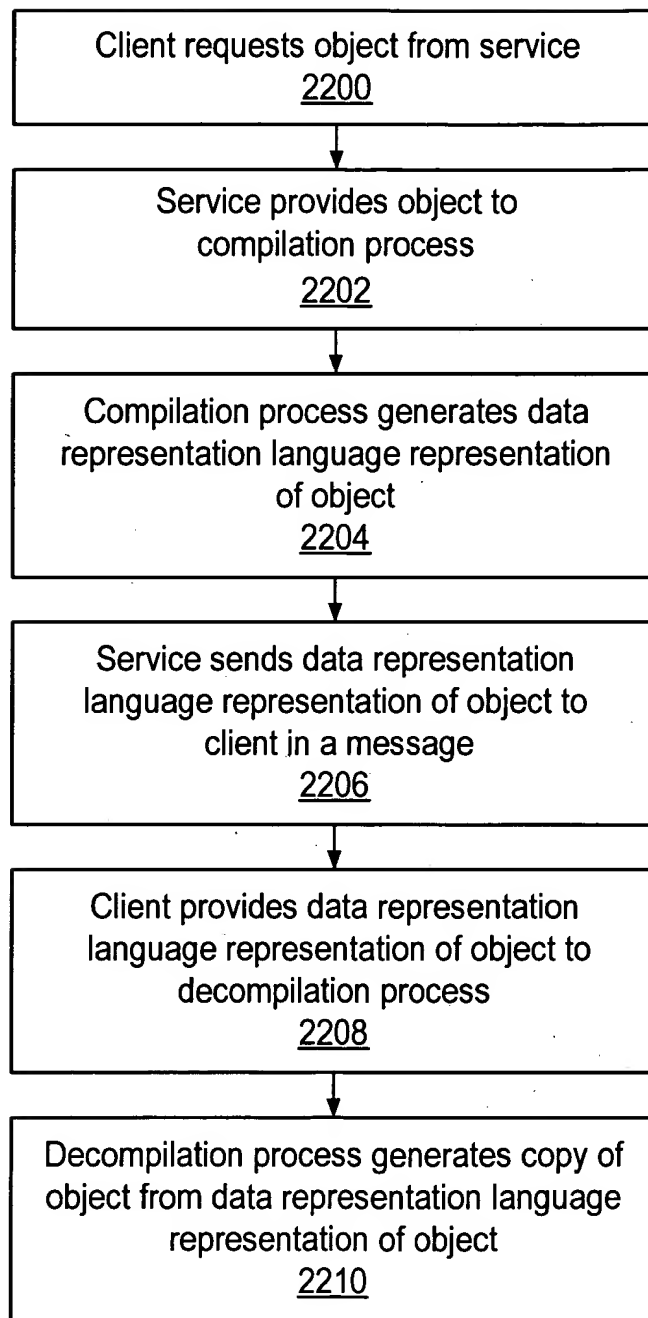 Client requests object from service
2200
Service provides object to
compilation process
2202
Compilation process generates data
representation language representation
of object
2204
Service sends data representation
language representation of object to
client in a message
2206
Client provides data representation
language representation of object to
decompilation process
2208
Decompilation process generates copy of
object from data representation language
representation of object
2210